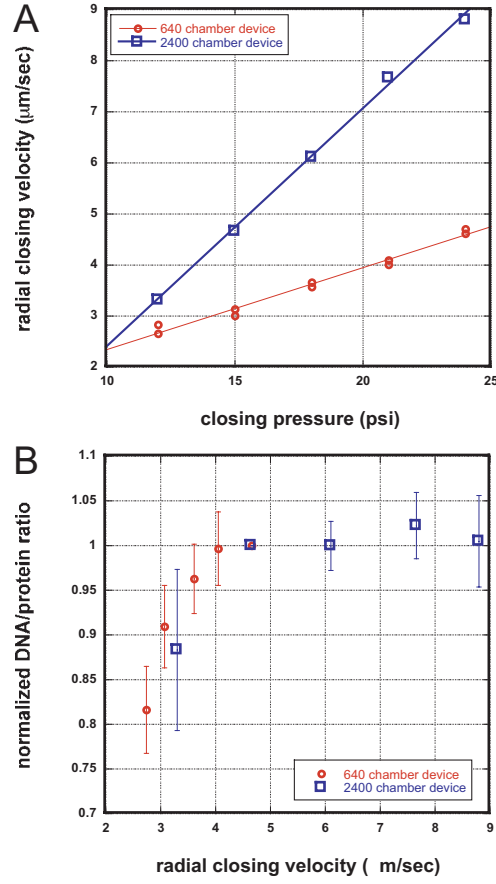 A
radial closing velocity (μm/sec)
9
8
7
6
5
4
3
2
640 chamber device
2400 chamber device
10 15 20 25
closing pressure (psi)
B
normalized DNA/protein ratio
1.1
1.05
1
0.95
0.9
0.85
0.8
0.75
0.7
640 chamber device
2400 chamber device
2 3 4 5 6 7 8 9
radial closing velocity ( m/sec)